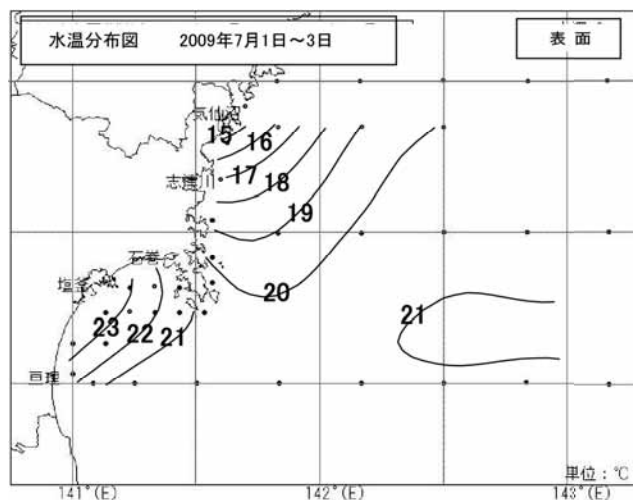 水温分布図 2009年7月1日～3日
表 面
気仙沼
15
16
17
志津川
18
19
石巻
塩釜
20
21
23
22
21
亘理
単位：℃
141°(E)
142°(E)
143°(E)